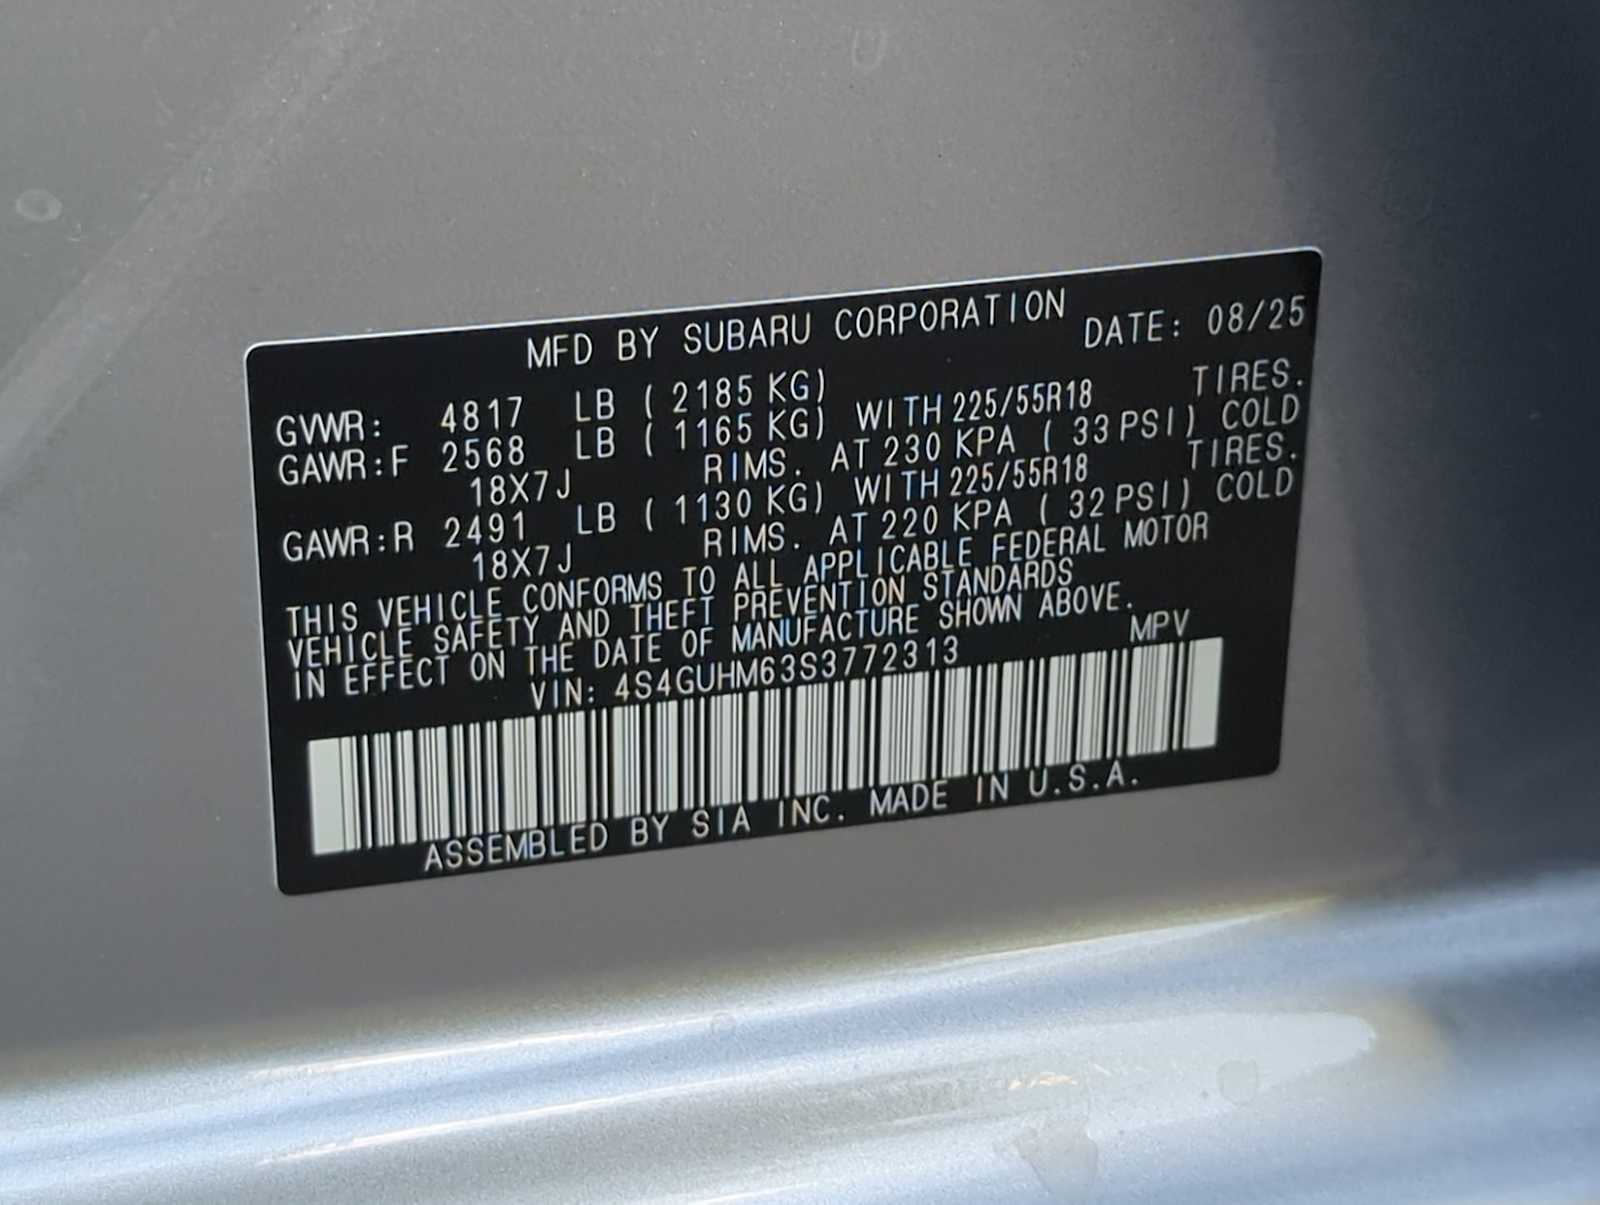 MFD BY SUBARU CORPORATION DATE: 08/25
GVWR: 4817 LB ( 2185 KG)
GAWR:F 2568 LB ( 1165 KG) WITH 225/55R18 TIRES.
18X7J RIMS. AT 230 KPA ( 33 PSI) COLD
GAWR:R 2491 LB ( 1130 KG) WITH 225/55R18 TIRES.
18X7J RIMS. AT 220 KPA ( 32 PSI) COLD
THIS VEHICLE CONFORMS TO ALL APPLICABLE FEDERAL MOTOR
VEHICLE SAFETY AND THEFT PREVENTION STANDARDS
IN EFFECT ON THE DATE OF MANUFACTURE SHOWN ABOVE.
VIN: 4S4GUHM63S3772313 MPV
ASSEMBLED BY SIA INC. MADE IN U.S.A.